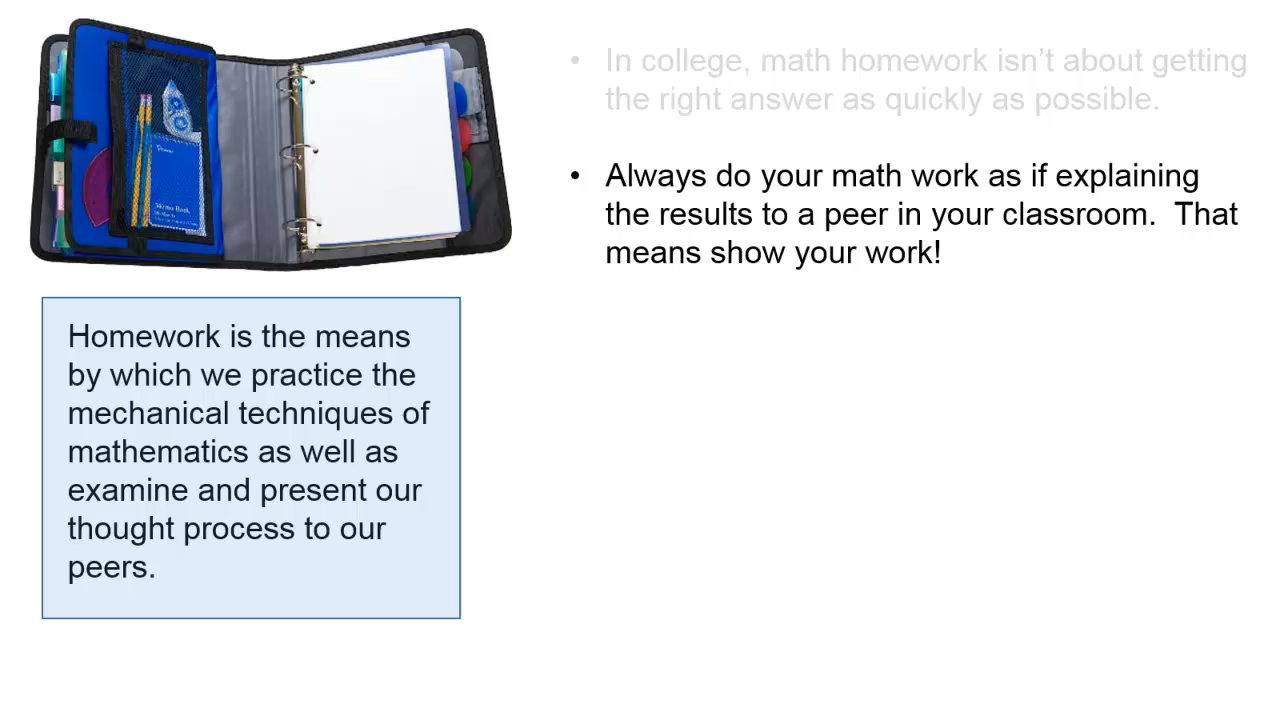 In college, math homework isn’t about getting
the right answer as quickly as possible.
• Always do your math work as if explaining
the results to a peer in your classroom.  That
means show your work!
Memo Book
Homework is the means
by which we practice the
mechanical techniques of
mathematics as well as
examine and present our
thought process to our
peers.